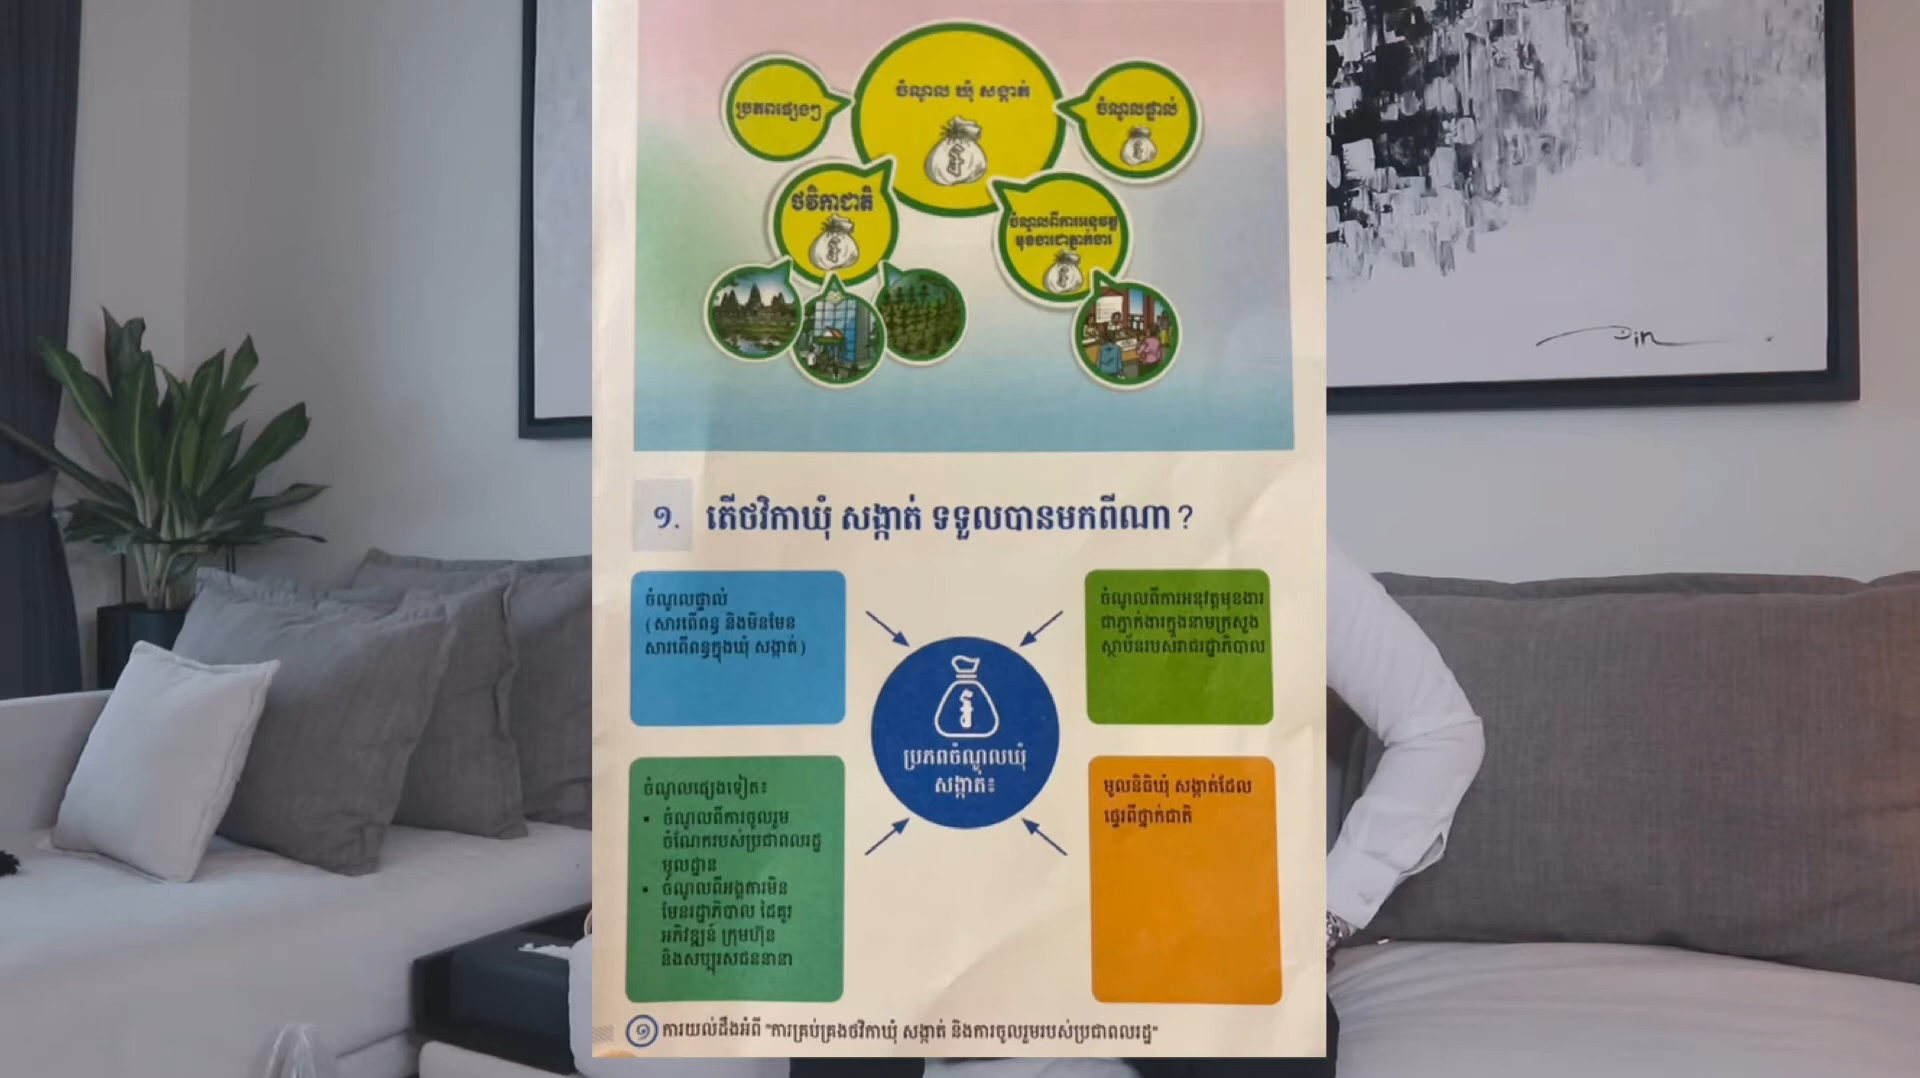 ចំណូល ឃុំ សង្កាត់
ប្រភពផ្សេងៗ
ចំណូលផ្ទាល់
ថវិកាជាតិ
ចំណូលពីការអនុវត្ត
មុខងារជាភ្នាក់ងារ
១. តើថវិកាឃុំ សង្កាត់ ទទួលបានមកពីណា?
ចំណូលផ្ទាល់
(សារពើពន្ធ និងមិនមែន
សារពើពន្ធក្នុងឃុំ សង្កាត់)
ចំណូលពីការអនុវត្តមុខងារ
ជាភ្នាក់ងារក្នុងនាមក្រសួង
ស្ថាប័នរបស់រាជរដ្ឋាភិបាល
ប្រភពចំណូលឃុំ
សង្កាត់៖
ចំណូលផ្សេងទៀត៖
▪ ចំណូលពីការចូលរួម
ចំណែករបស់ប្រជាពលរដ្ឋ
មូលដ្ឋាន
▪ ចំណូលពីអង្គការមិន
មែនរដ្ឋាភិបាល ដៃគូរ
អភិវឌ្ឍន៍ ក្រុមហ៊ុន
និងសប្បុរសជននានា
មូលនិធិឃុំ សង្កាត់ដែល
ផ្ទេរពីថ្នាក់ជាតិ
១ ការយល់ដឹងអំពី "ការគ្រប់គ្រងថវិកាឃុំ សង្កាត់ និងការចូលរួមរបស់ប្រជាពលរដ្ឋ"